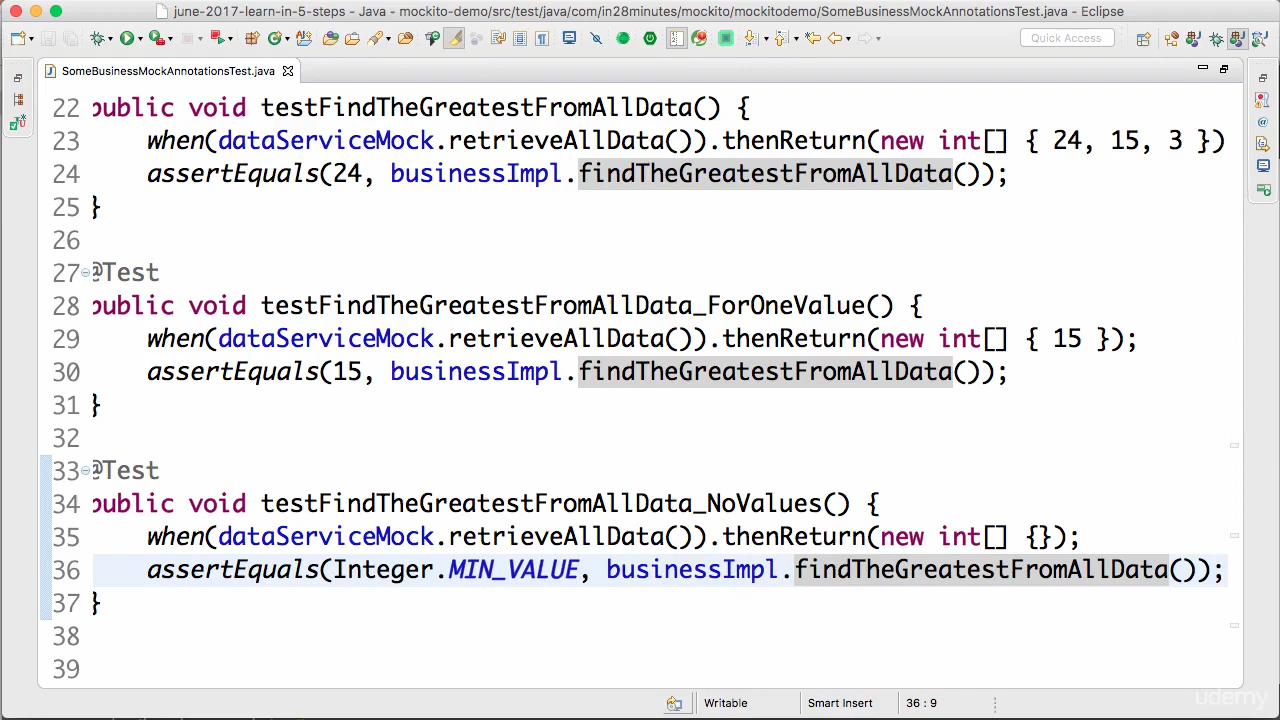 june-2017-learn-in-5-steps - Java - mockito-demo/src/test/java/com/in28minutes/mockito/mockitodemo/SomeBusinessMockAnnotationsTest.java - Eclipse
Quick Access
SomeBusinessMockAnnotationsTest.java
22 public void testFindTheGreatestFromAllData() {
23 when(dataServiceMock.retrieveAllData()).thenReturn(new int[] { 24, 15, 3 })
24 assertEquals(24, businessImpl.findTheGreatestFromAllData());
25 }
26
27 @Test
28 public void testFindTheGreatestFromAllData_ForOneValue() {
29 when(dataServiceMock.retrieveAllData()).thenReturn(new int[] { 15 });
30 assertEquals(15, businessImpl.findTheGreatestFromAllData());
31 }
32
33 @Test
34 public void testFindTheGreatestFromAllData_NoValues() {
35 when(dataServiceMock.retrieveAllData()).thenReturn(new int[] {});
36 assertEquals(Integer.MIN_VALUE, businessImpl.findTheGreatestFromAllData());
37 }
38
39
Writable Smart Insert 36 : 9
udemy